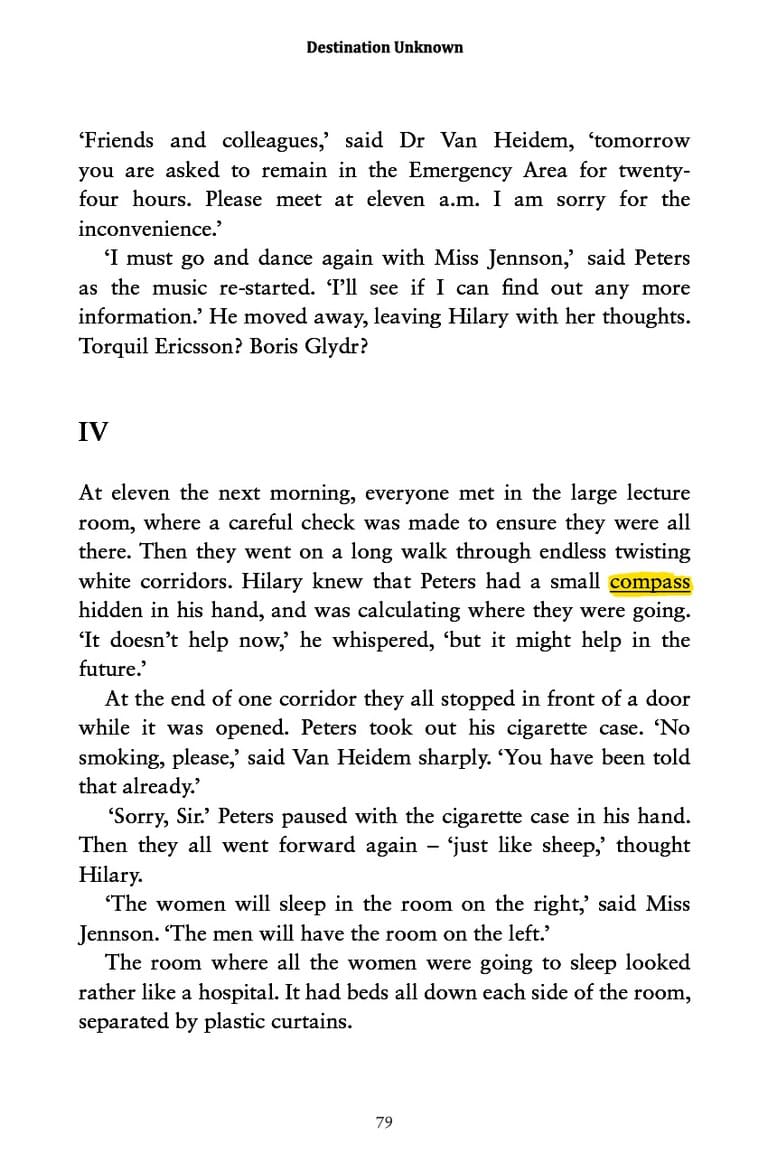 Destination Unknown
‘Friends and colleagues,’ said Dr Van Heidem, ‘tomorrow
you are asked to remain in the Emergency Area for twenty-
four hours. Please meet at eleven a.m. I am sorry for the
inconvenience.’
‘I must go and dance again with Miss Jennson,’ said Peters
as the music re-started. ‘I’ll see if I can find out any more
information.’ He moved away, leaving Hilary with her thoughts.
Torquil Ericsson? Boris Glydr?
IV
At eleven the next morning, everyone met in the large lecture
room, where a careful check was made to ensure they were all
there. Then they went on a long walk through endless twisting
white corridors. Hilary knew that Peters had a small compass
hidden in his hand, and was calculating where they were going.
‘It doesn’t help now,’ he whispered, ‘but it might help in the
future.’
At the end of one corridor they all stopped in front of a door
while it was opened. Peters took out his cigarette case. ‘No
smoking, please,’ said Van Heidem sharply. ‘You have been told
that already.’
‘Sorry, Sir.’ Peters paused with the cigarette case in his hand.
Then they all went forward again – ‘just like sheep,’ thought
Hilary.
‘The women will sleep in the room on the right,’ said Miss
Jennson. ‘The men will have the room on the left.’
The room where all the women were going to sleep looked
rather like a hospital. It had beds all down each side of the room,
separated by plastic curtains.
79